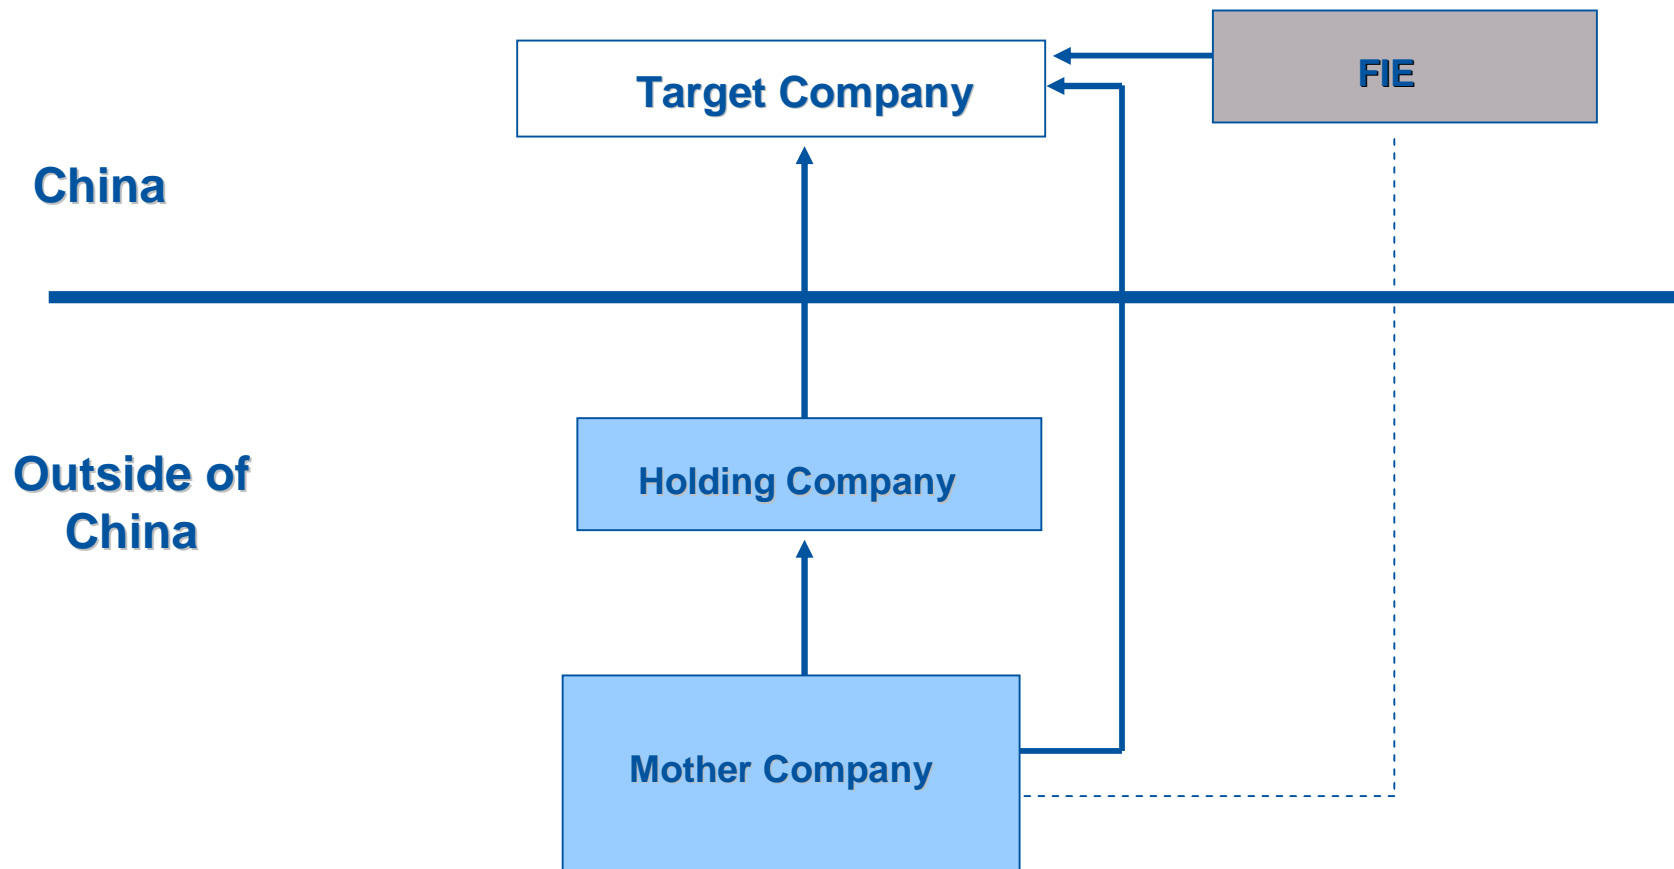 Target Company
FIE
China
Holding Company
Outside of
China
Mother Company